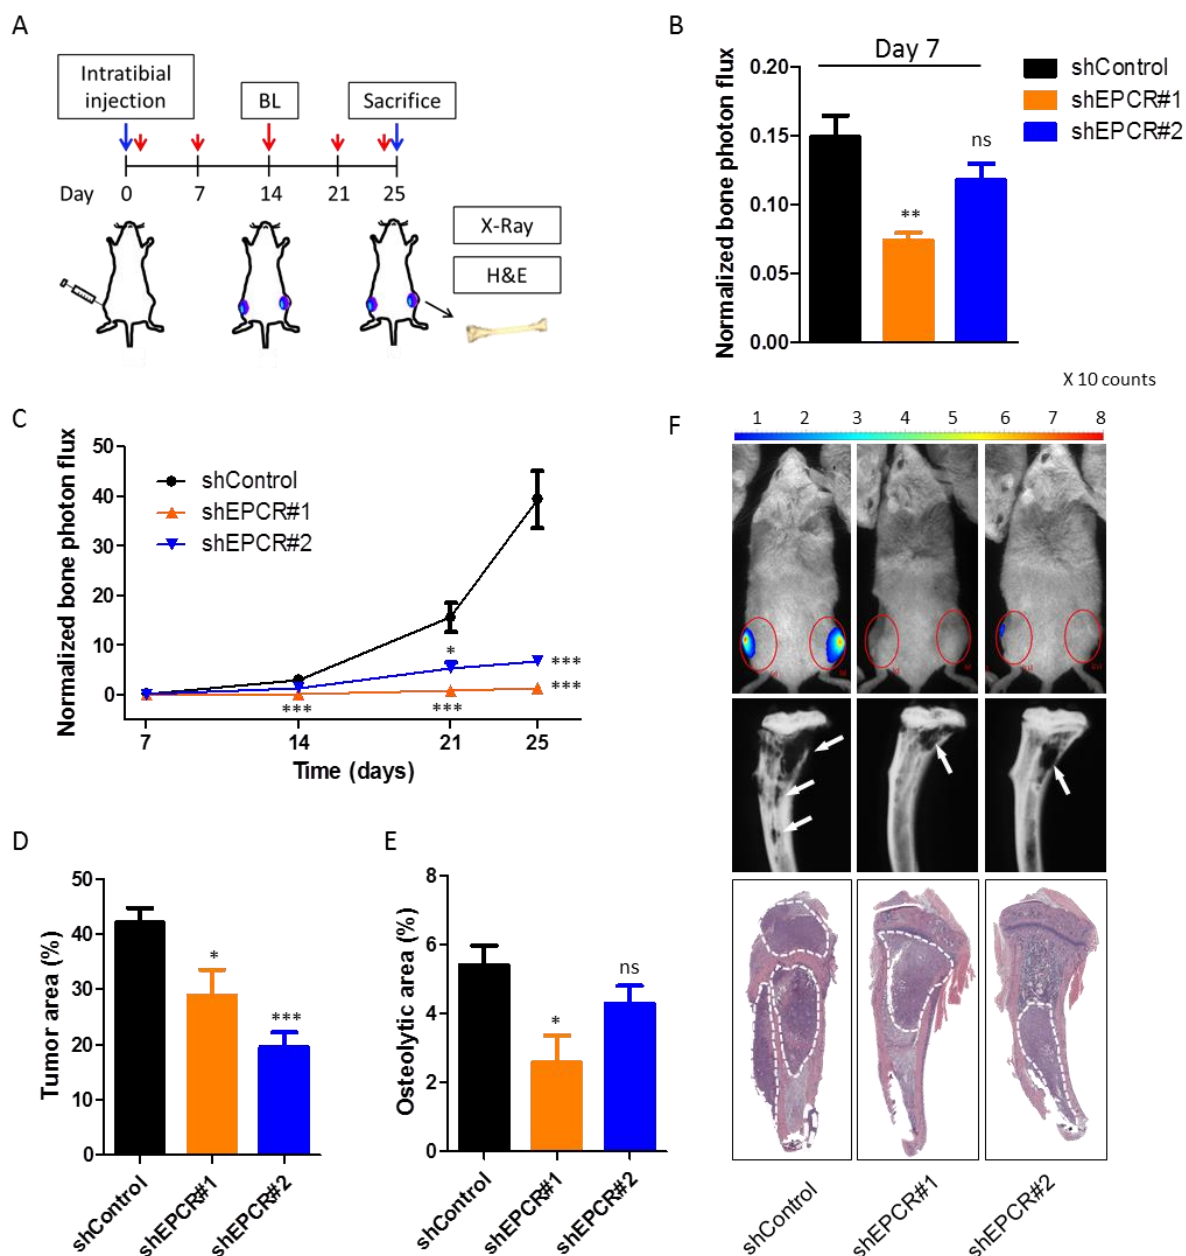 A
Intratibial
injection
BL
Sacrifice
Day 0 7 14 21 25
X-Ray
H&E
B
Day 7
Normalized bone photon flux
0.20
0.15
0.10
0.05
0.00
**
ns
shControl
shEPCR#1
shEPCR#2
C
Normalized bone photon flux
50
40
30
20
10
0
shControl
shEPCR#1
shEPCR#2
*
***
***
***
***
7 14 21 25
Time (days)
D
Tumor area (%)
50
40
30
20
10
0
*
***
shControl
shEPCR#1
shEPCR#2
E
Osteolytic area (%)
8
6
4
2
0
*
ns
shControl
shEPCR#1
shEPCR#2
X 10 counts
F
1 2 3 4 5 6 7 8
shControl
shEPCR#1
shEPCR#2